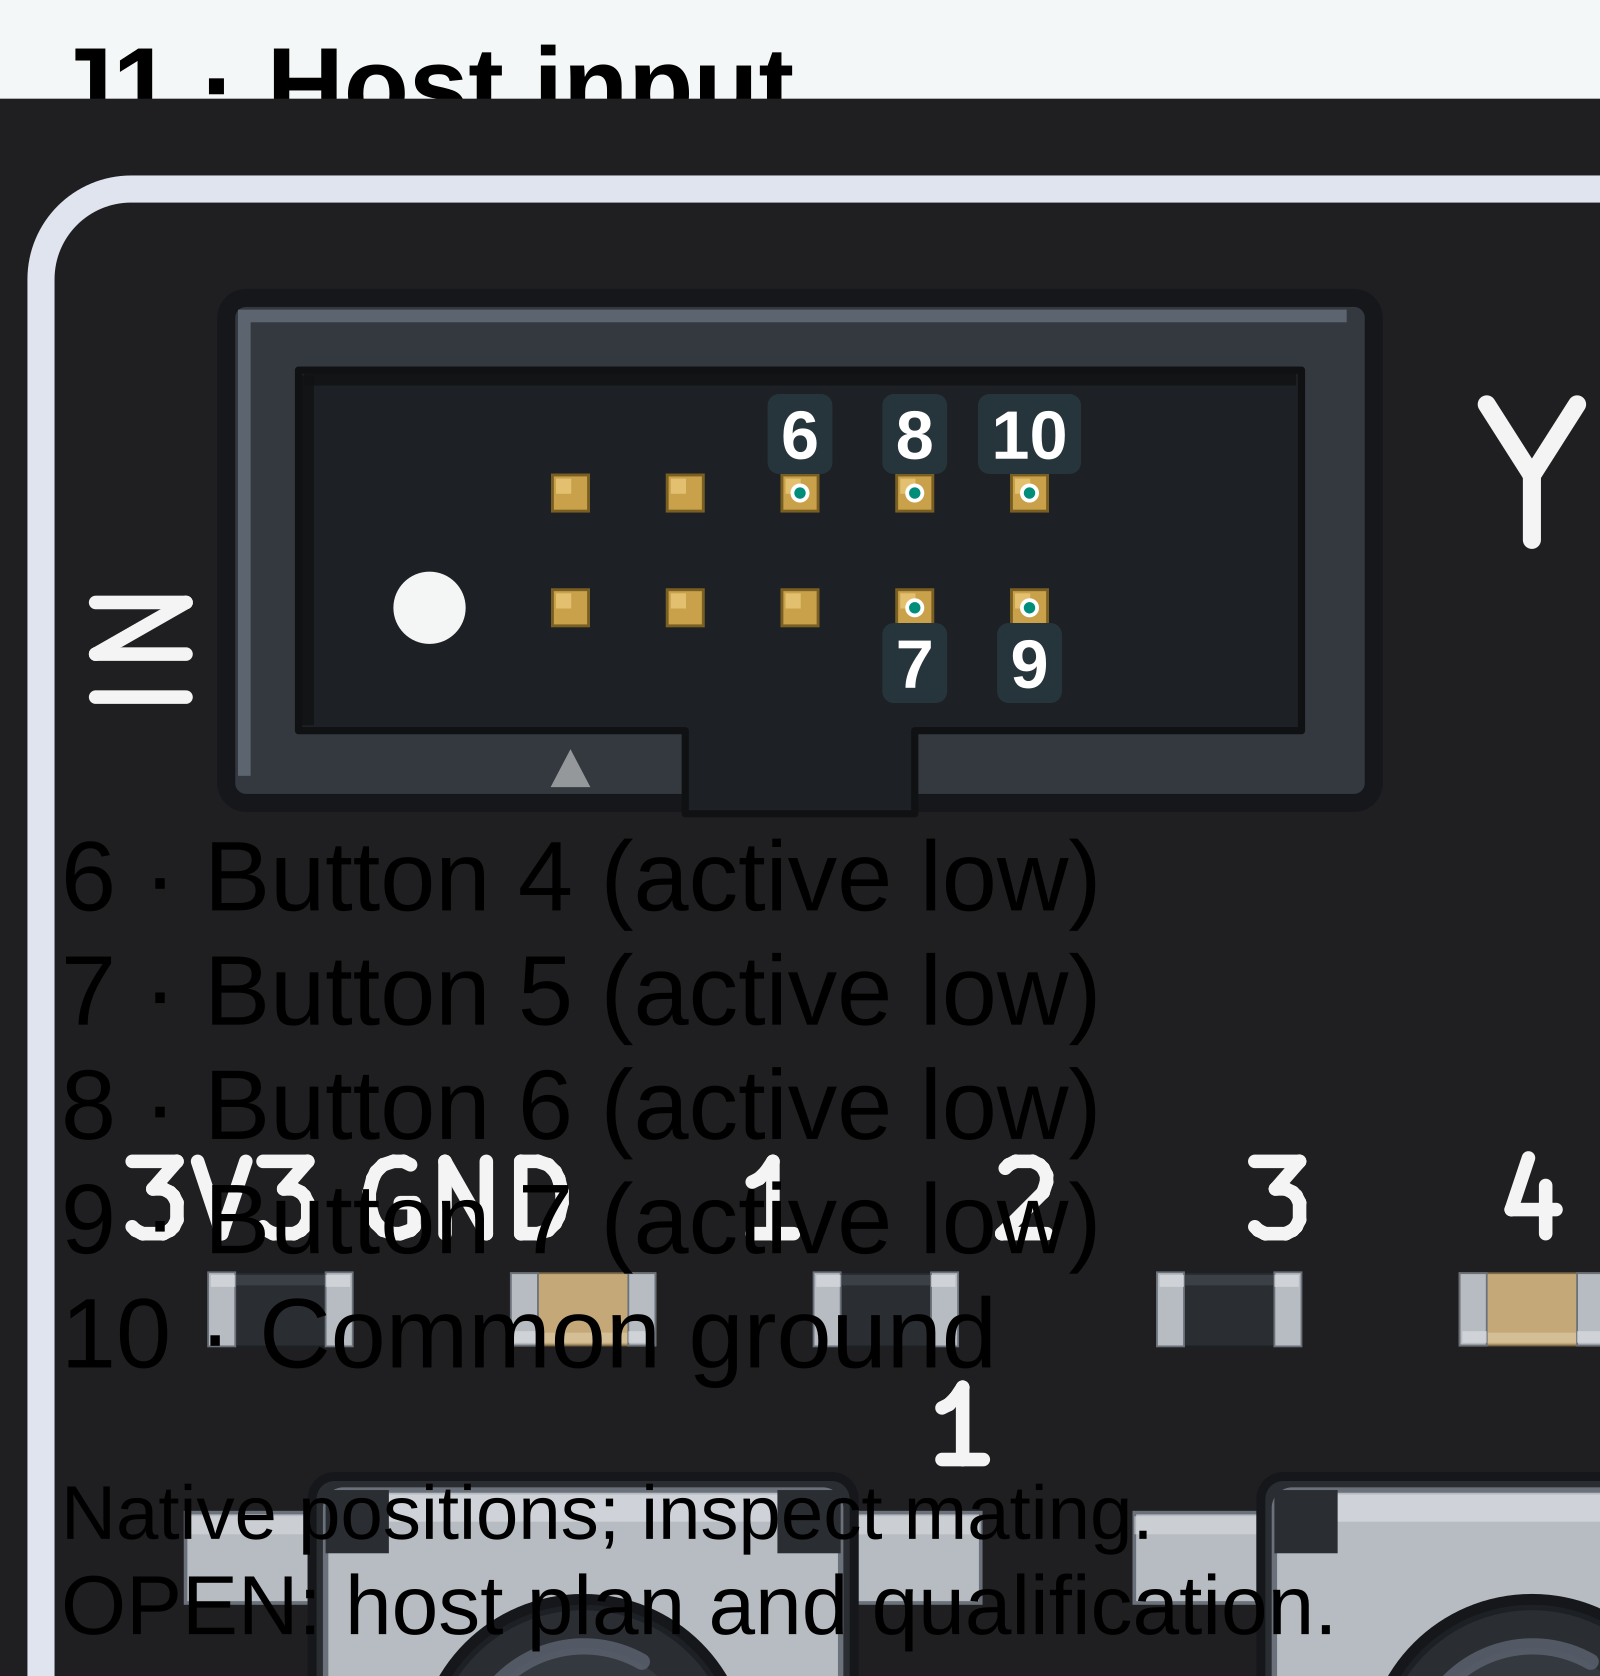 J1 · Host input
6 8 10
Y
IN
7 9
6 · Button 4 (active low)
7 · Button 5 (active low)
8 · Button 6 (active low)
3V3 GND 1 2 3 4
9 · Button 7 (active low)
10 · Common ground
1
Native positions; inspect mating.
OPEN: host plan and qualification.